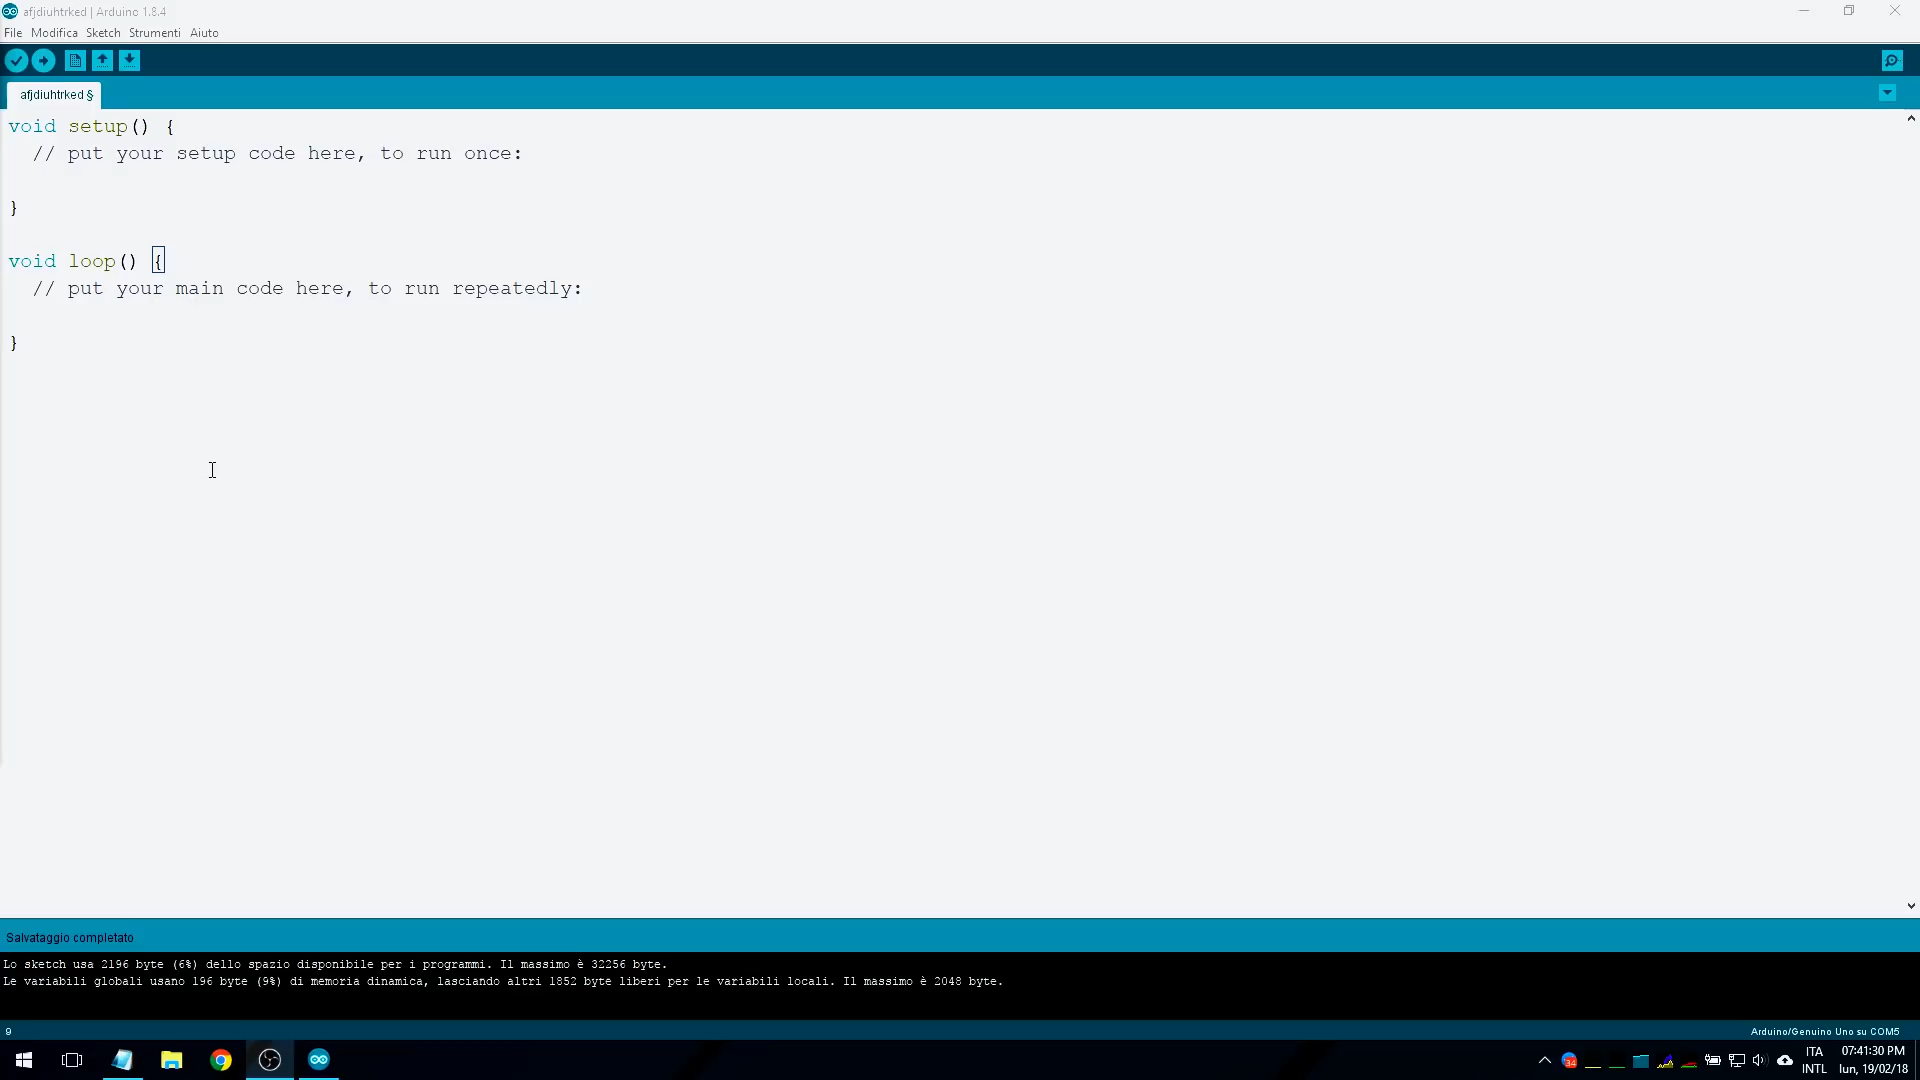 afjdiuhtrked | Arduino 1.8.4
File Modifica Sketch Strumenti Aiuto
afjdiuhtrked §
void setup() {
// put your setup code here, to run once:
}
void loop() {
// put your main code here, to run repeatedly:
}
Salvataggio completato
Lo sketch usa 2196 byte (6%) dello spazio disponibile per i programmi. Il massimo è 32256 byte.
Le variabili globali usano 196 byte (9%) di memoria dinamica, lasciando altri 1852 byte liberi per le variabili locali. Il massimo è 2048 byte.
9 Arduino/Genuino Uno su COM5
34 ITA 07:41:30 PM
INTL lun, 19/02/18